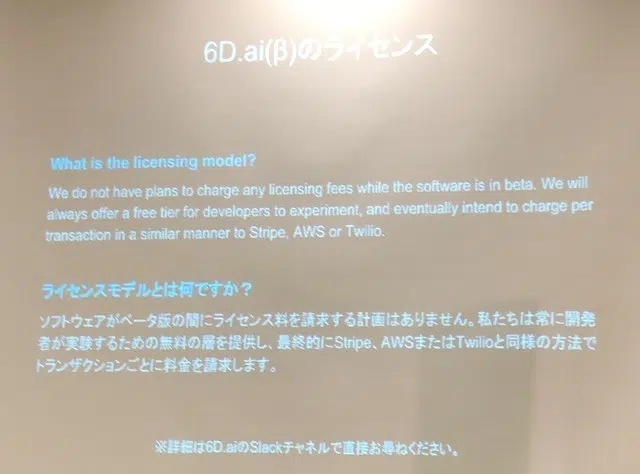 6D.ai(β)のライセンス
What is the licensing model?
We do not have plans to charge any licensing fees while the software is in beta. We will
always offer a free tier for developers to experiment, and eventually intend to charge per
transaction in a similar manner to Stripe, AWS or Twilio.
ライセンスモデルとは何ですか？
ソフトウェアがベータ版の間にライセンス料を請求する計画はありません。私たちは常に開発
者が実験するための無料の層を提供し、最終的にStripe、AWSまたはTwilioと同様の方法で
トランザクションごとに料金を請求します。
※詳細は6D.aiのSlackチャネルで直接お尋ねください。